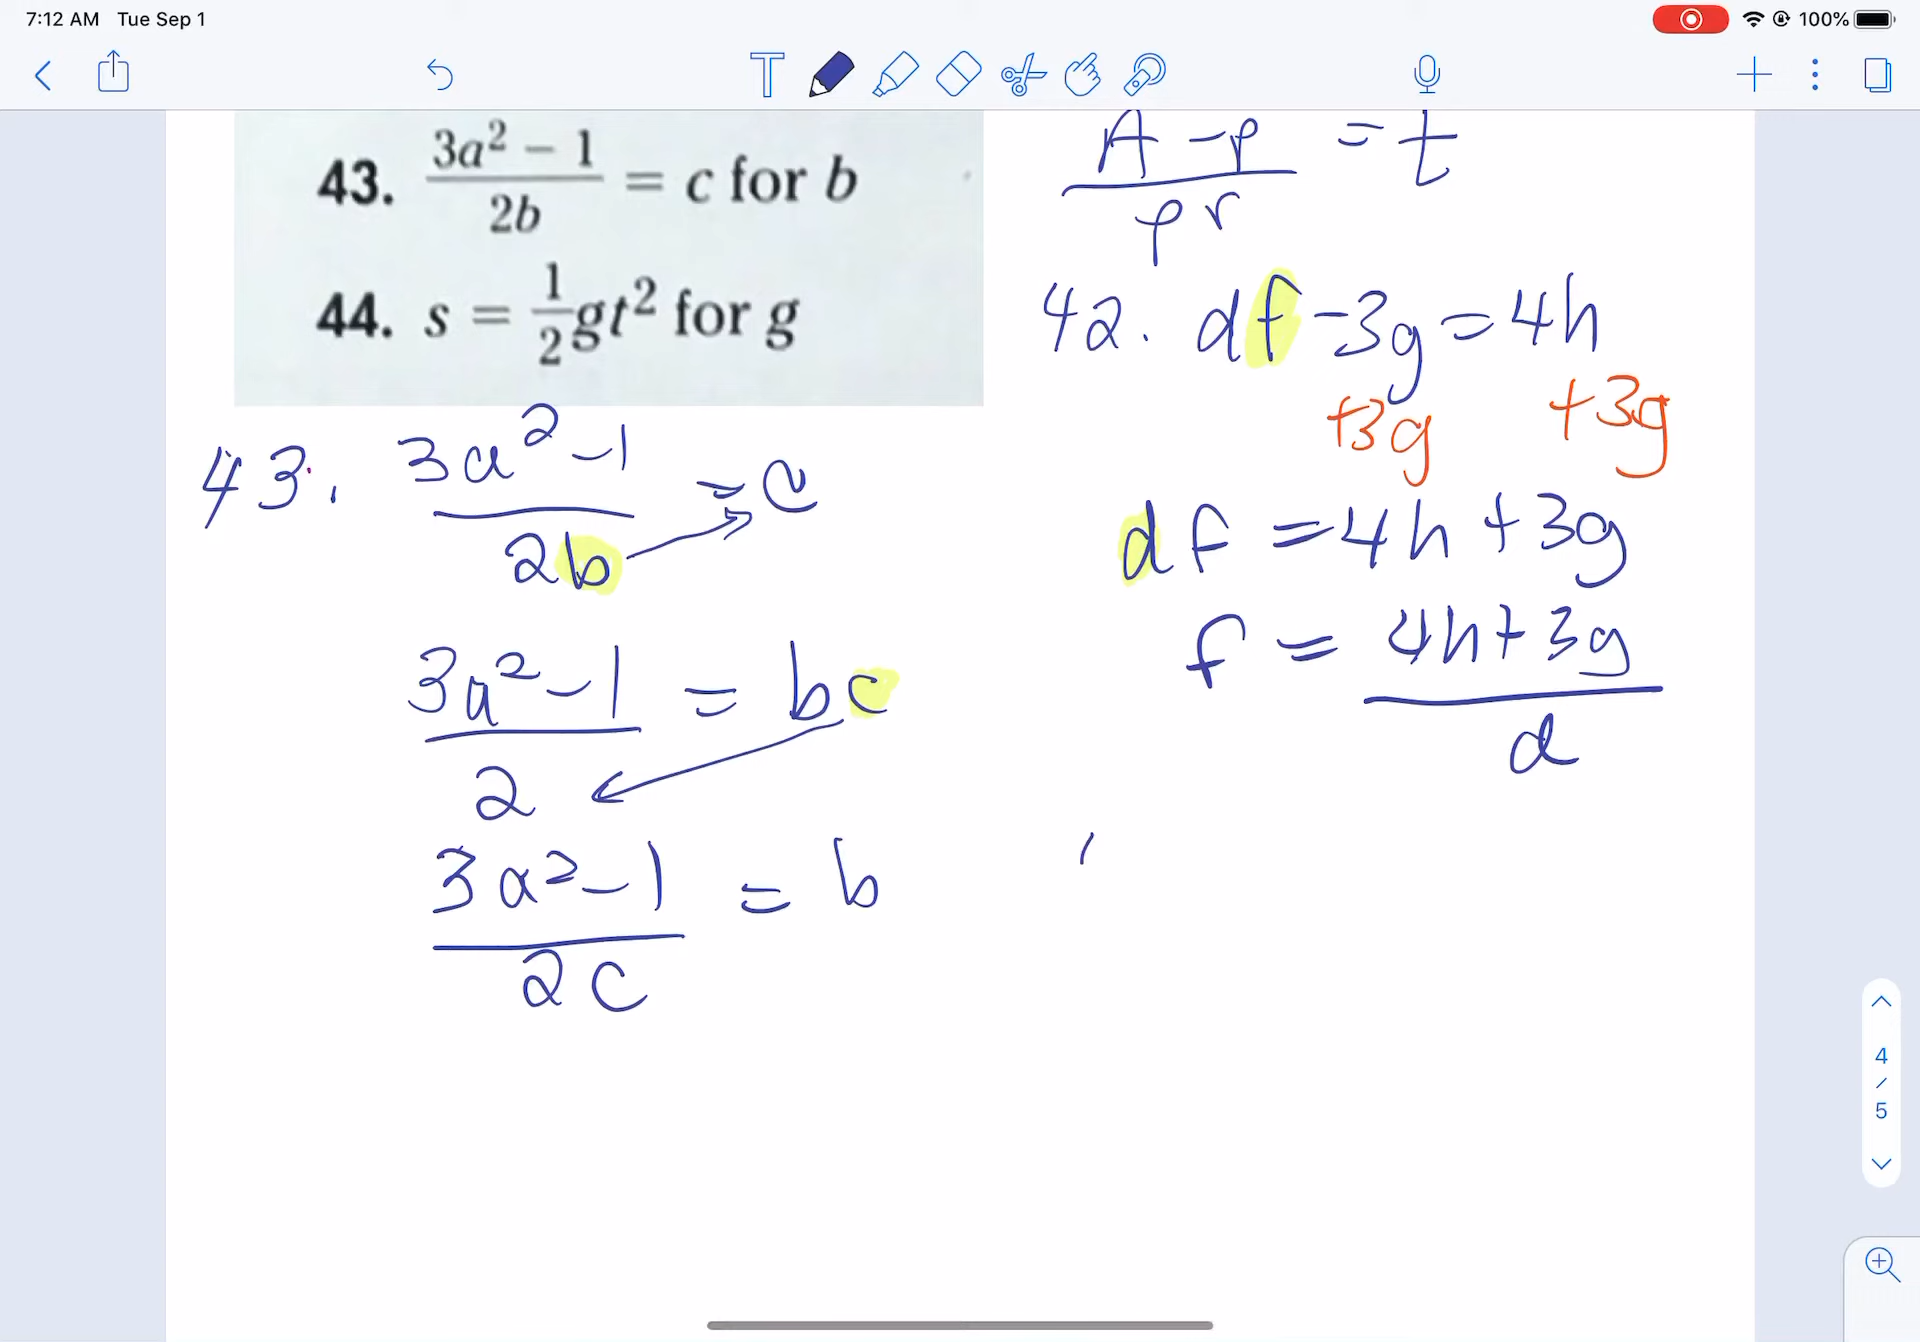 7:12 AM Tue Sep 1
100%
43. (3a² − 1)/(2b) = c for b
44. s = 1/2 gt² for g
(A − p)/(pr) = t
42. df − 3g = 4h
+3g +3g
df = 4h + 3g
f = (4h + 3g)/d
43. (3a² − 1)/(2b) = c
(3a² − 1)/2 = bc
(3a² − 1)/(2c) = b
4
/
5